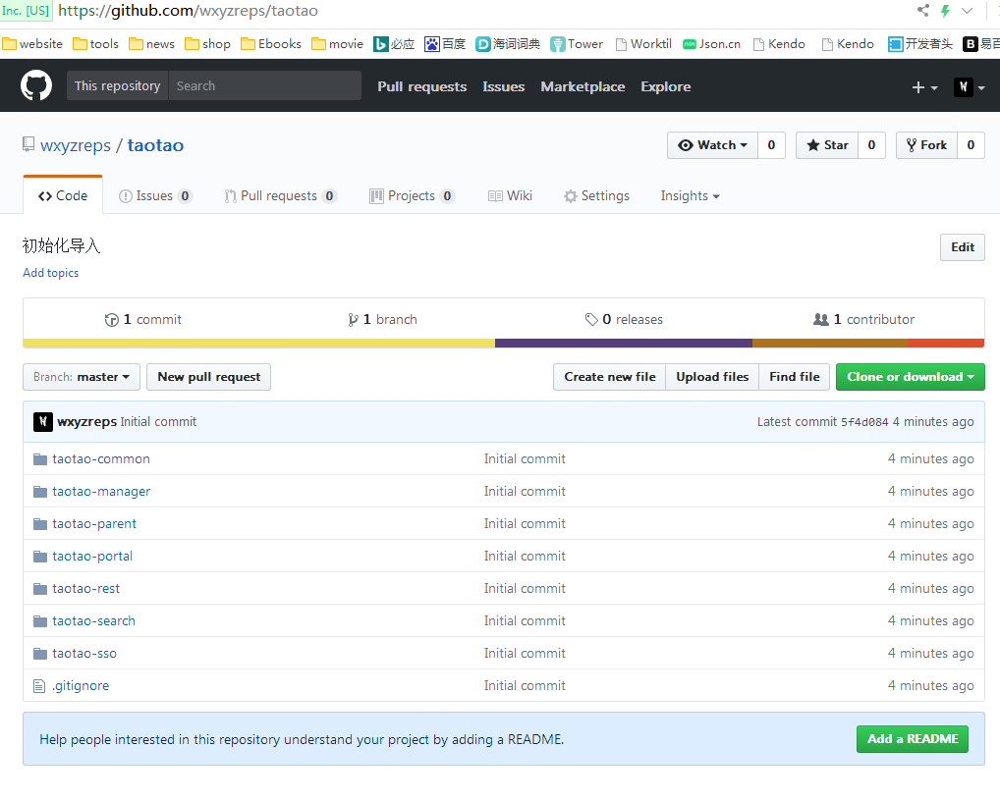 Inc. [US] https://github.com/wxyzreps/taotao
website tools news shop Ebooks movie 必应 百度 海词词典 Tower Worktil Json.cn Kendo Kendo 开发者头 易百
This repository Search Pull requests Issues Marketplace Explore
wxyzreps / taotao Watch 0 Star 0 Fork 0
Code Issues 0 Pull requests 0 Projects 0 Wiki Settings Insights
初始化导入 Edit
Add topics
1 commit 1 branch 0 releases 1 contributor
Branch: master New pull request Create new file Upload files Find file Clone or download
wxyzreps Initial commit Latest commit 5f4d084 4 minutes ago
taotao-common Initial commit 4 minutes ago
taotao-manager Initial commit 4 minutes ago
taotao-parent Initial commit 4 minutes ago
taotao-portal Initial commit 4 minutes ago
taotao-rest Initial commit 4 minutes ago
taotao-search Initial commit 4 minutes ago
taotao-sso Initial commit 4 minutes ago
.gitignore Initial commit 4 minutes ago
Help people interested in this repository understand your project by adding a README. Add a README